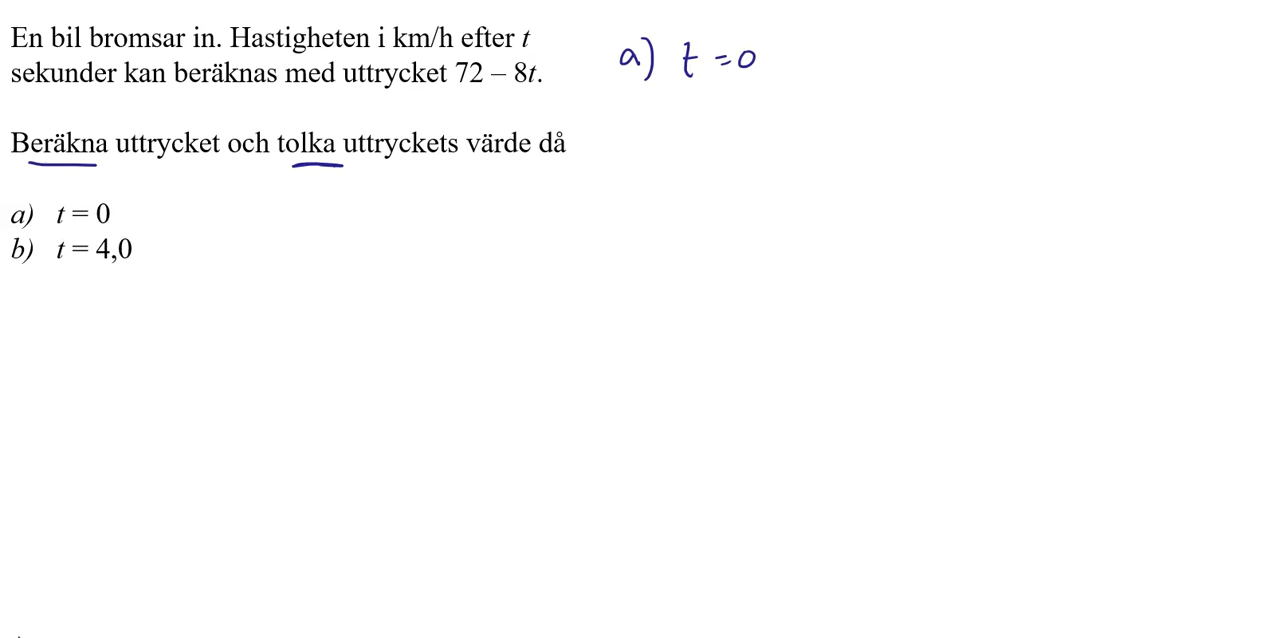 En bil bromsar in. Hastigheten i km/h efter t
sekunder kan beräknas med uttrycket 72 – 8t.
Beräkna uttrycket och tolka uttryckets värde då
a) t = 0
b) t = 4,0
a) t = 0